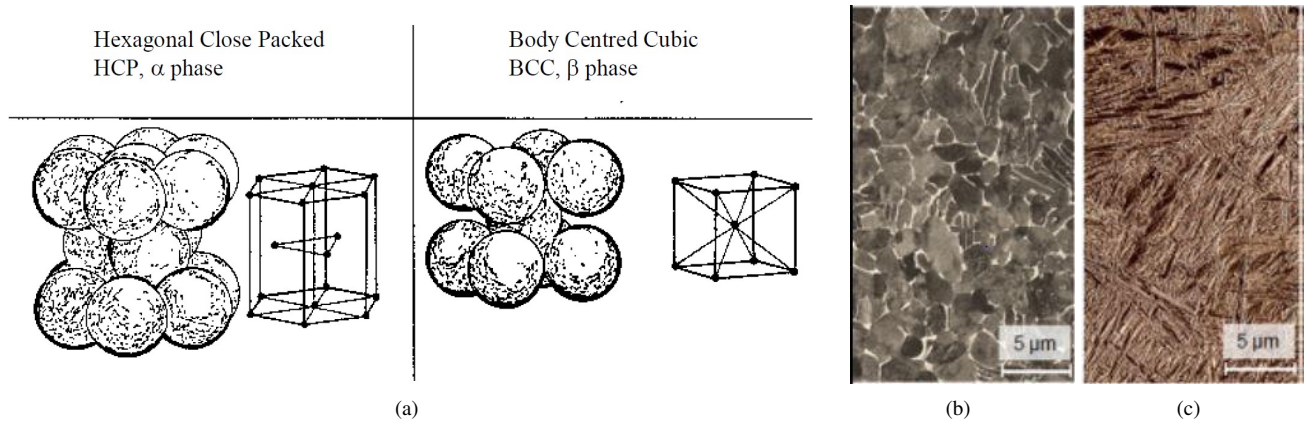 Hexagonal Close Packed
HCP, α phase
Body Centred Cubic
BCC, β phase
5 µm
5 µm
(a)
(b)
(c)